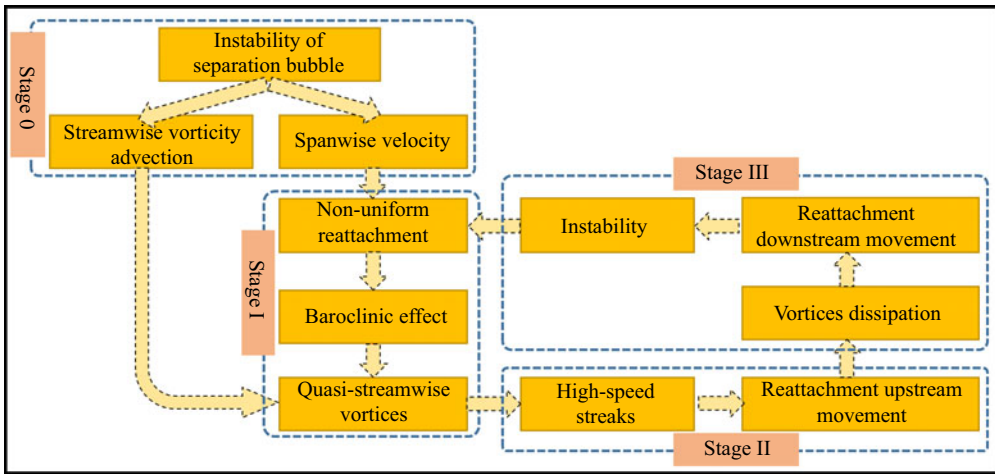 Stage 0
Instability of
separation bubble
Streamwise vorticity
advection
Spanwise velocity
Stage I
Non-uniform
reattachment
Baroclinic effect
Quasi-streamwise
vortices
Stage III
Instability
Reattachment
downstream movement
Vortices dissipation
High-speed
streaks
Reattachment upstream
movement
Stage II